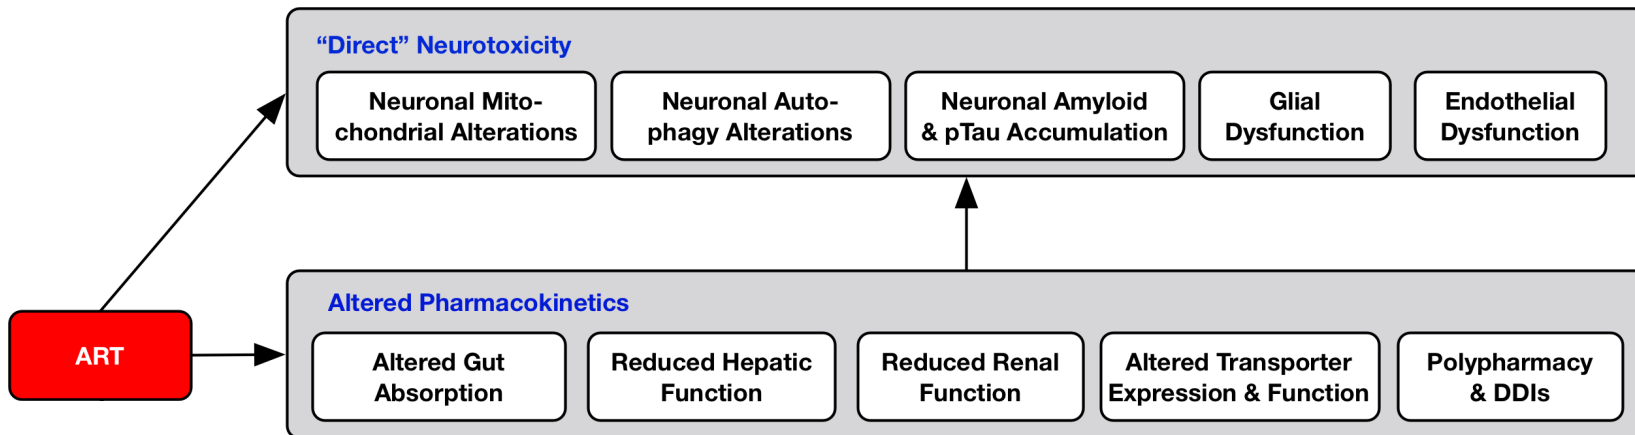 “Direct” Neurotoxicity
Neuronal Mito-
chondrial Alterations
Neuronal Auto-
phagy Alterations
Neuronal Amyloid
& pTau Accumulation
Glial
Dysfunction
Endothelial
Dysfunction
ART
Altered Pharmacokinetics
Altered Gut
Absorption
Reduced Hepatic
Function
Reduced Renal
Function
Altered Transporter
Expression & Function
Polypharmacy
& DDIs